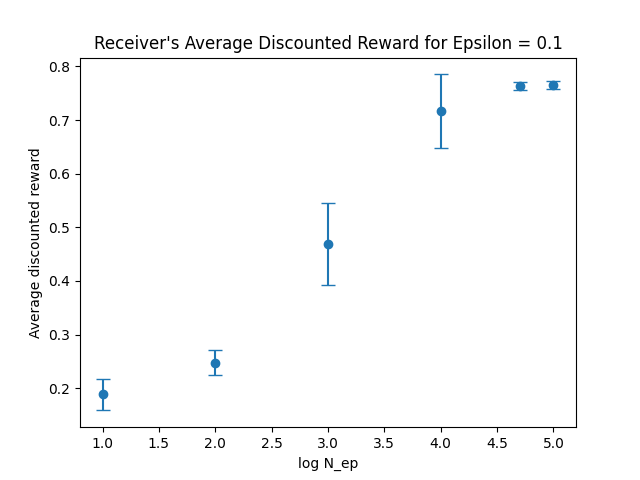 Receiver's Average Discounted Reward for Epsilon = 0.1
Average discounted reward
0.8
0.7
0.6
0.5
0.4
0.3
0.2
1.0 1.5 2.0 2.5 3.0 3.5 4.0 4.5 5.0
log N_ep